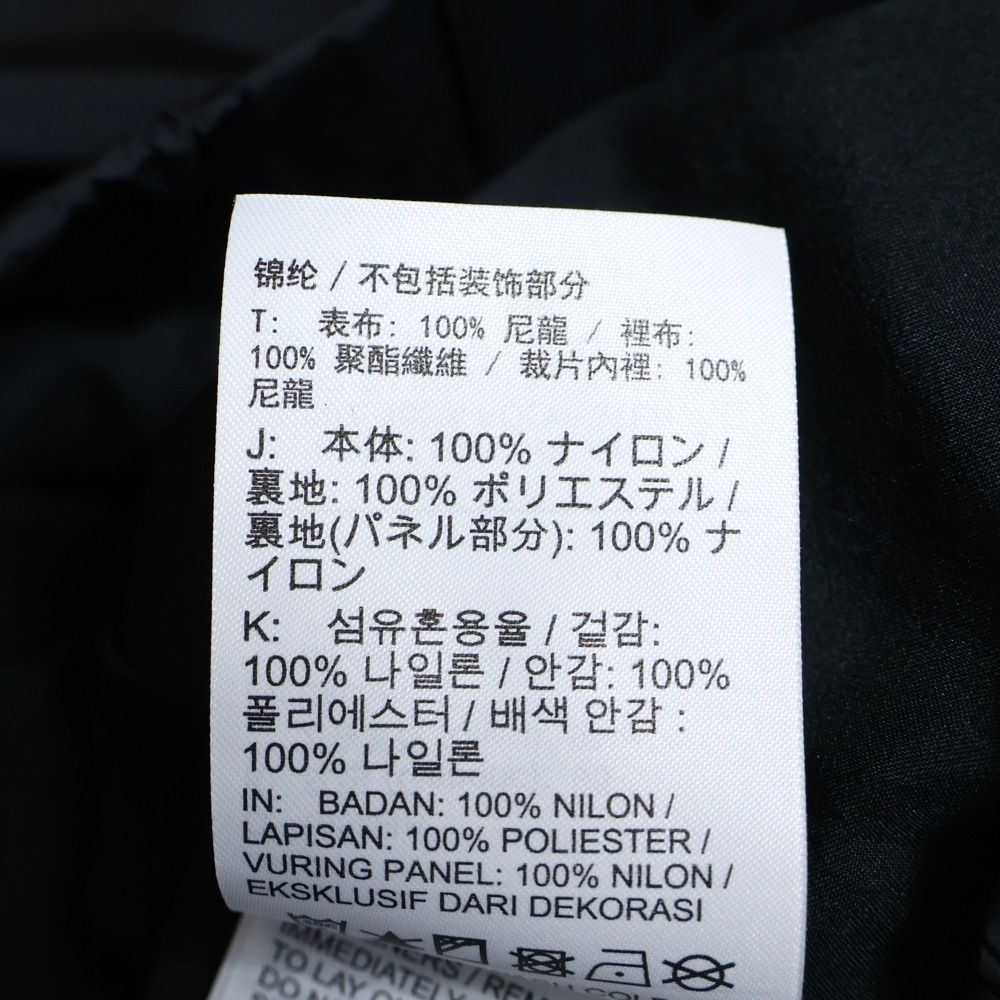 锦纶 / 不包括装饰部分
T: 表布: 100% 尼龍 / 裡布:
100% 聚酯纖維 / 裁片內裡: 100%
尼龍
J: 本体: 100% ナイロン /
裏地: 100% ポリエステル /
裏地(パネル部分): 100% ナ
イロン
K: 섬유혼용율 / 겉감:
100% 나일론 / 안감: 100%
폴리에스터 / 배색 안감 :
100% 나일론
IN: BADAN: 100% NILON /
LAPISAN: 100% POLIESTER /
VURING PANEL: 100% NILON /
EKSKLUSIF DARI DEKORASI
IMMEDIATELY
TO LAY